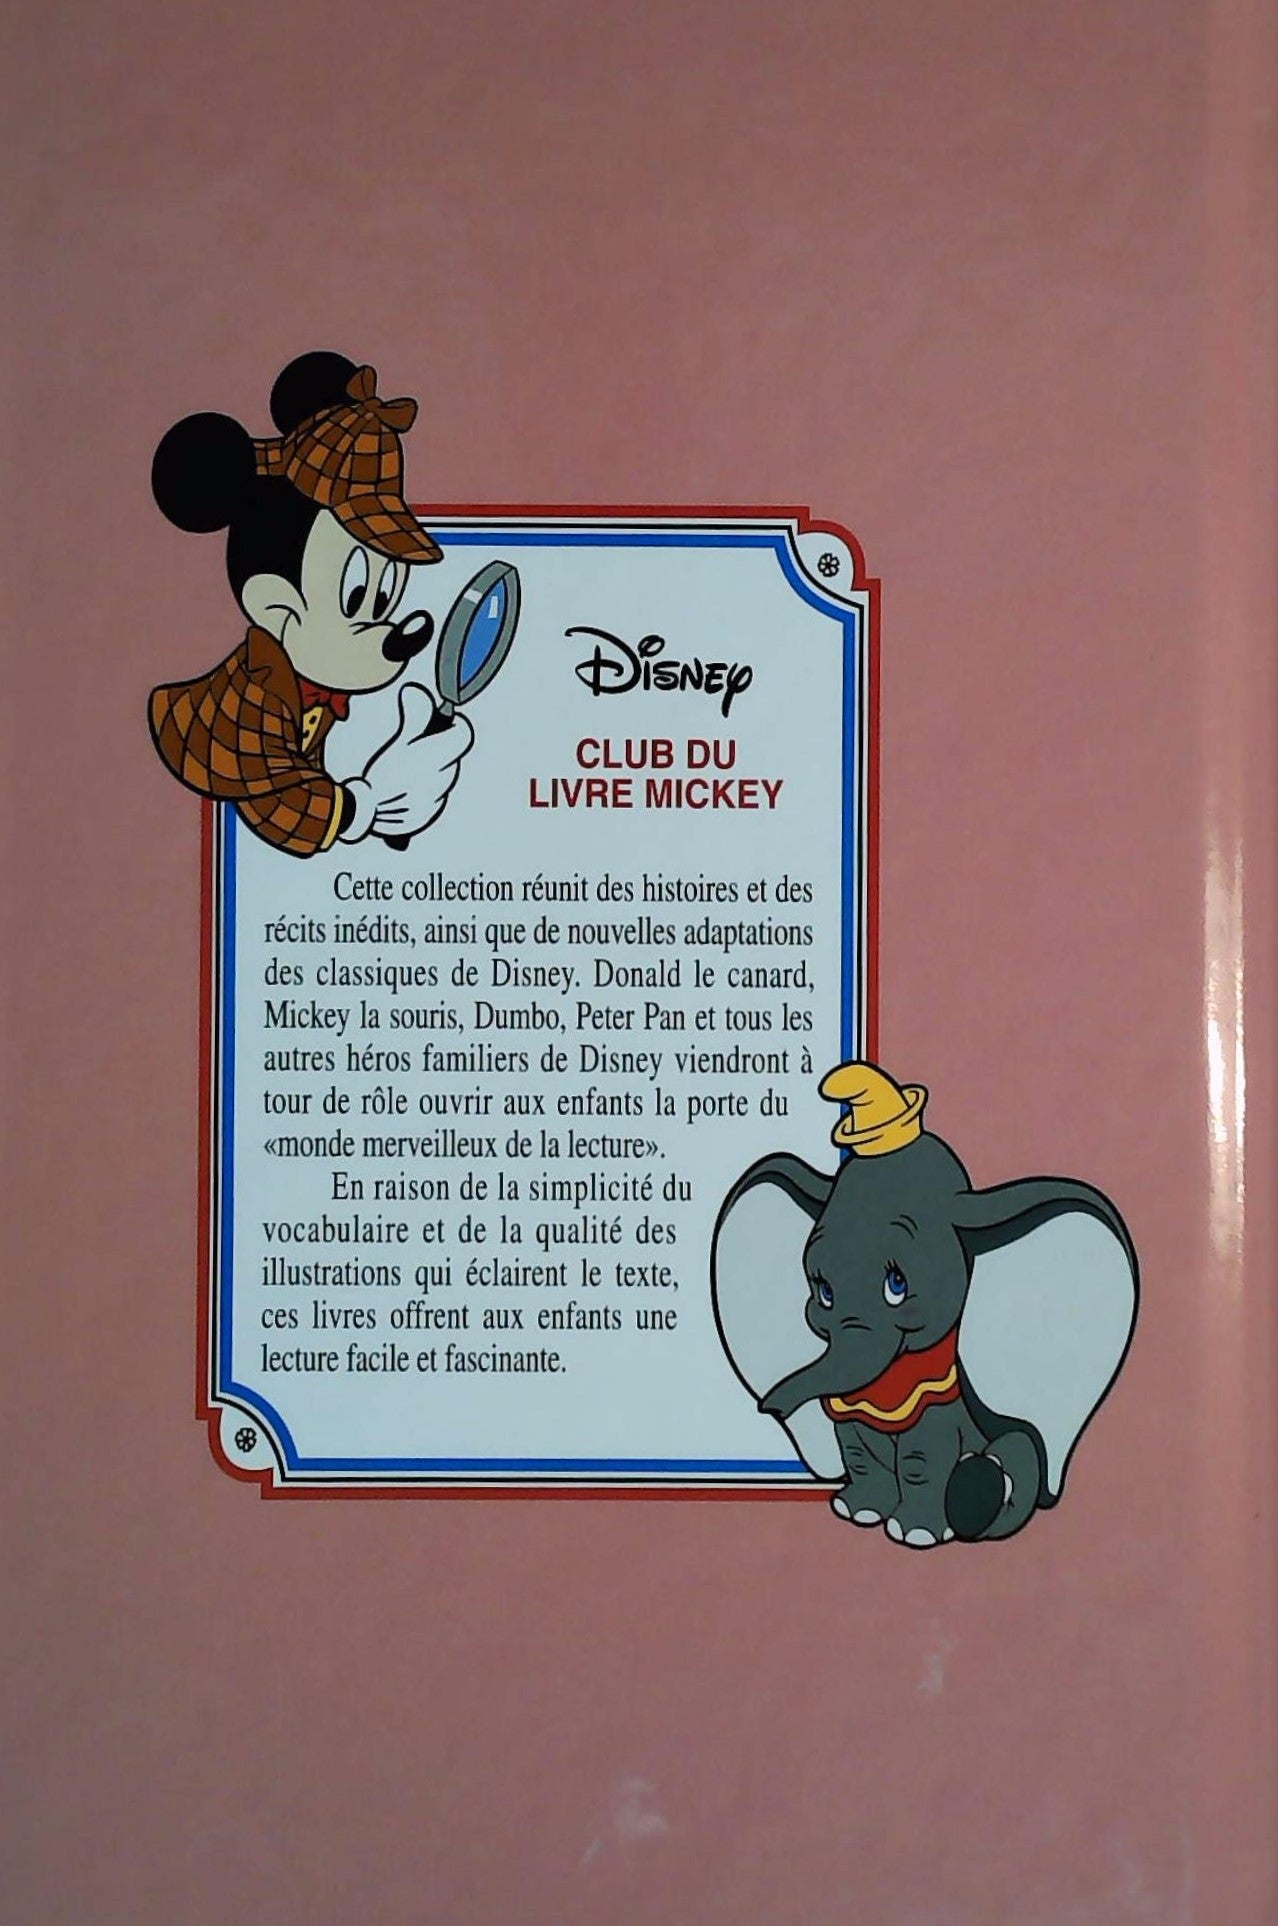 Disney
CLUB DU
LIVRE MICKEY
Cette collection réunit des histoires et des
récits inédits, ainsi que de nouvelles adaptations
des classiques de Disney. Donald le canard,
Mickey la souris, Dumbo, Peter Pan et tous les
autres héros familiers de Disney viendront à
tour de rôle ouvrir aux enfants la porte du
«monde merveilleux de la lecture».
En raison de la simplicité du
vocabulaire et de la qualité des
illustrations qui éclairent le texte,
ces livres offrent aux enfants une
lecture facile et fascinante.